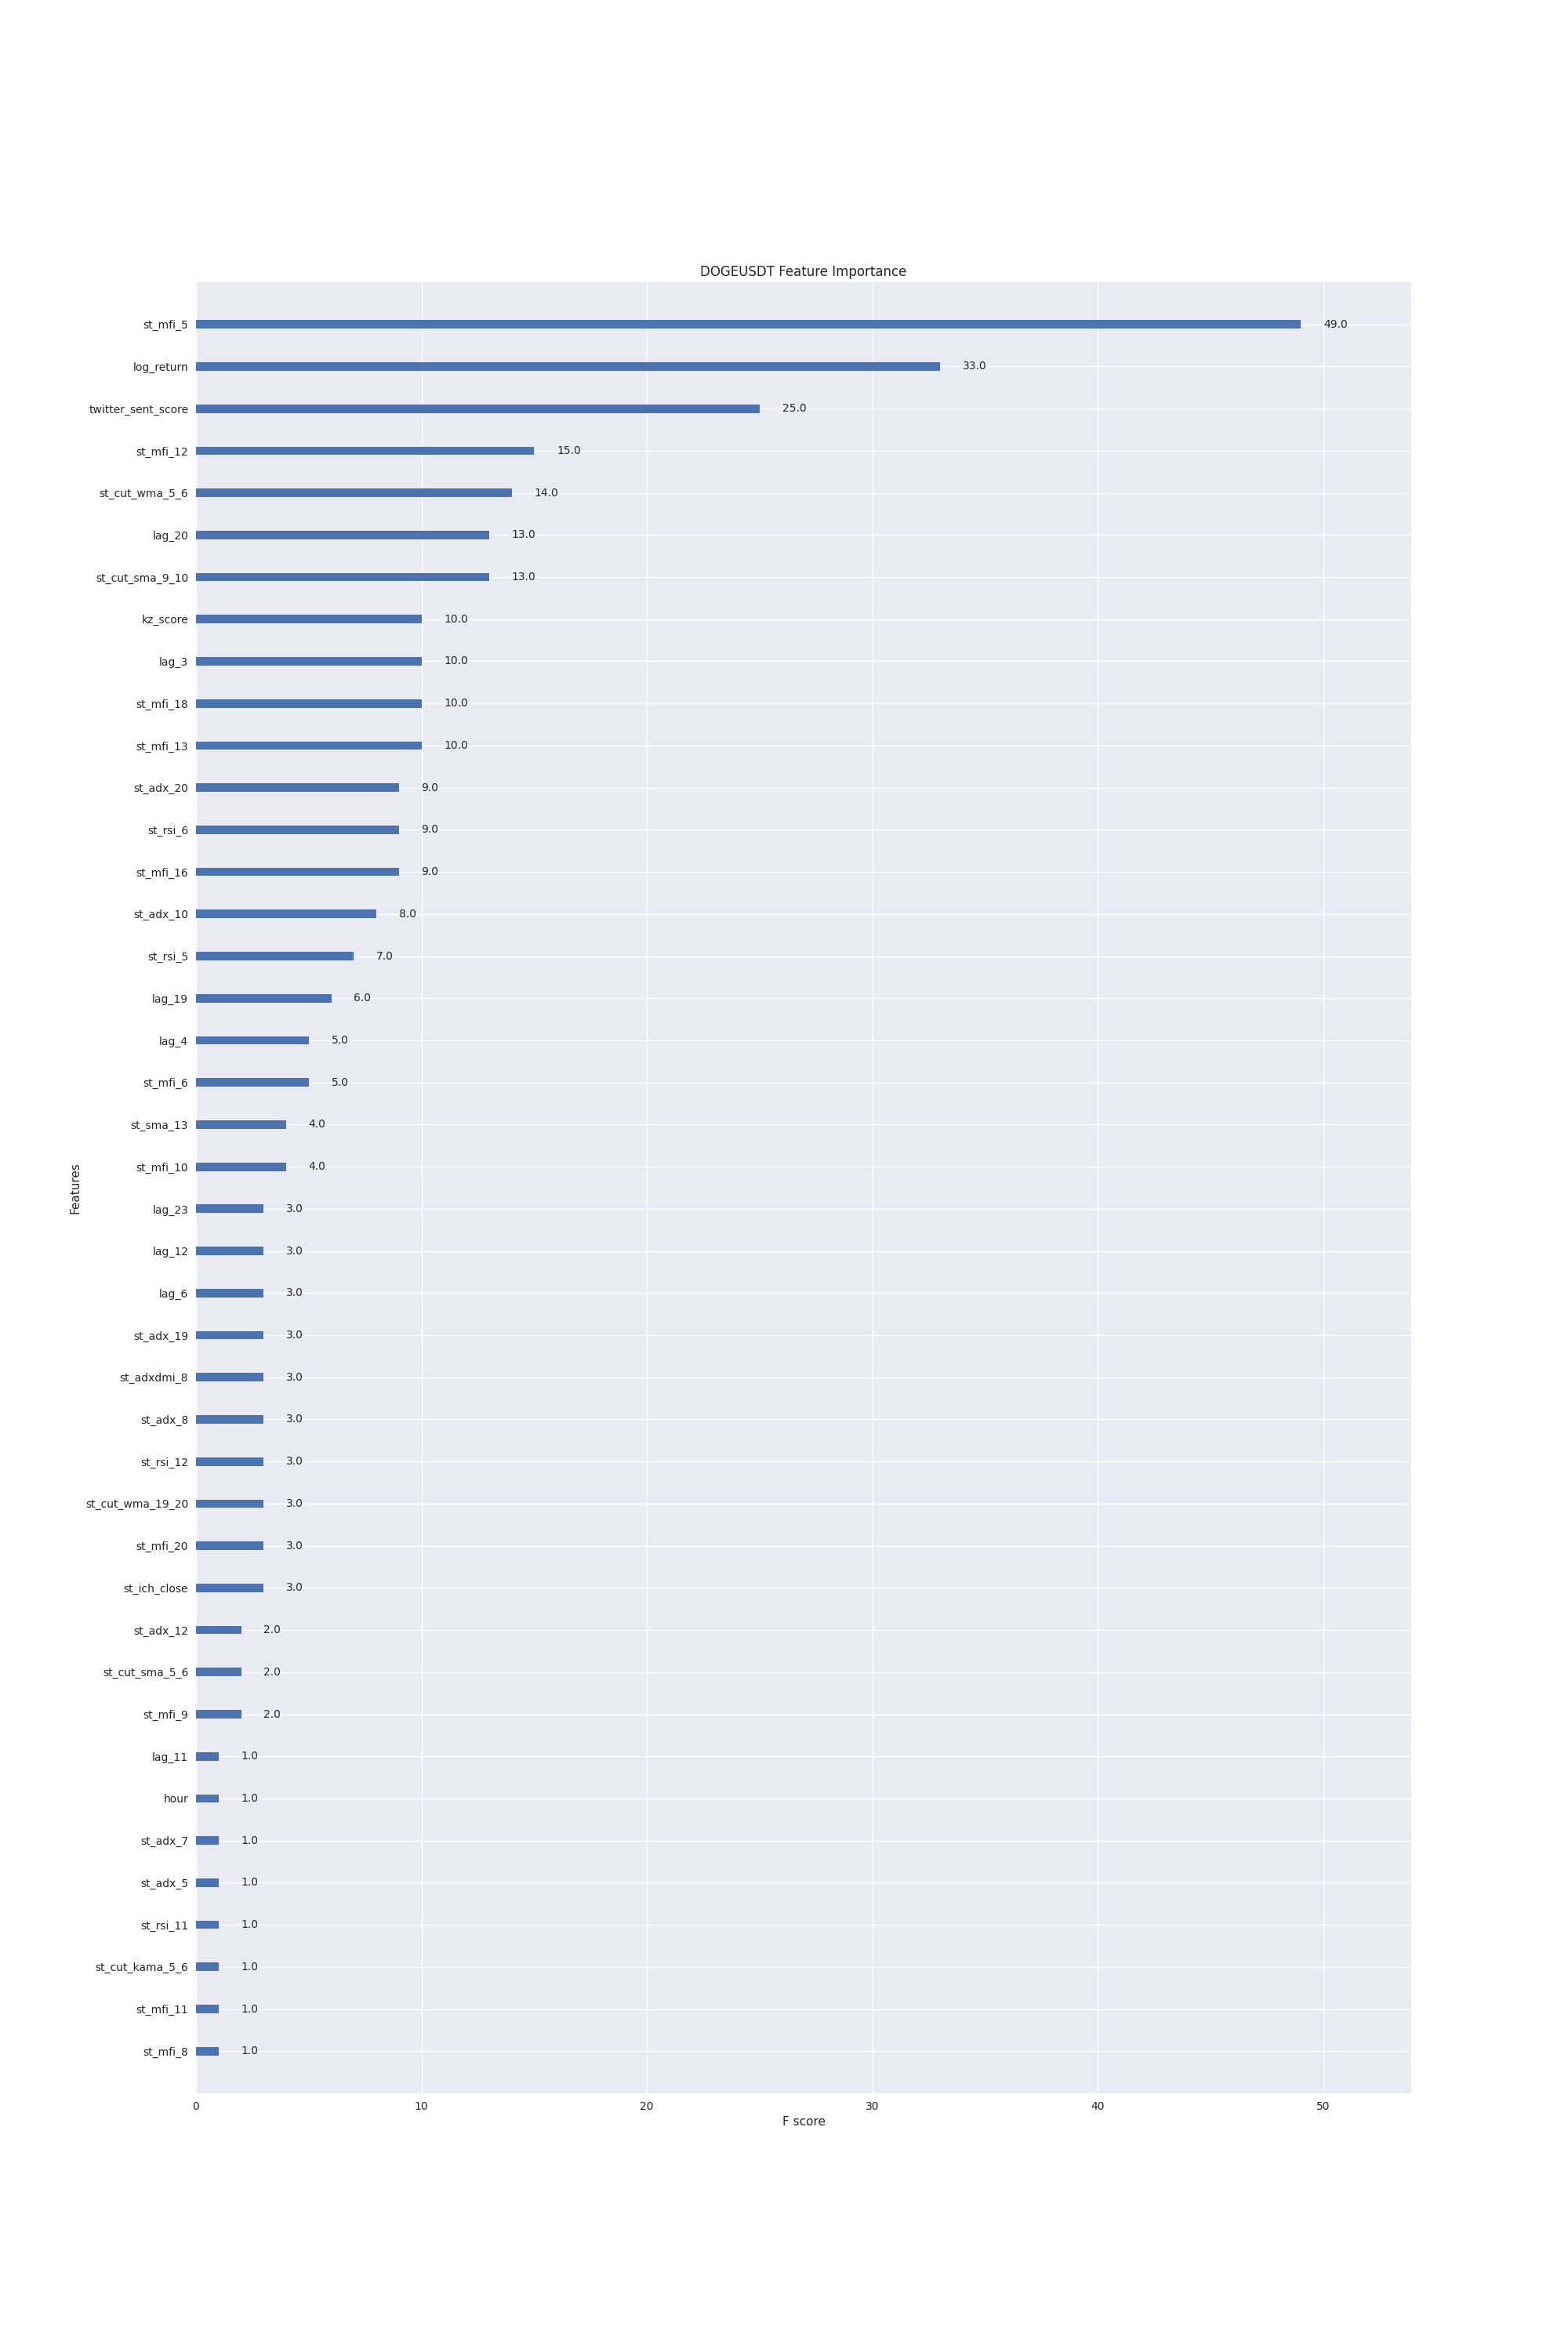 DOGEUSDT Feature Importance
st_mfi_5 49.0
log_return 33.0
twitter_sent_score 25.0
st_mfi_12 15.0
st_cut_wma_5_6 14.0
lag_20 13.0
st_cut_sma_9_10 13.0
kz_score 10.0
lag_3 10.0
st_mfi_18 10.0
st_mfi_13 10.0
st_adx_20 9.0
st_rsi_6 9.0
st_mfi_16 9.0
st_adx_10 8.0
st_rsi_5 7.0
lag_19 6.0
lag_4 5.0
st_mfi_6 5.0
st_sma_13 4.0
st_mfi_10 4.0
Features
lag_23 3.0
lag_12 3.0
lag_6 3.0
st_adx_19 3.0
st_adxdmi_8 3.0
st_adx_8 3.0
st_rsi_12 3.0
st_cut_wma_19_20 3.0
st_mfi_20 3.0
st_ich_close 3.0
st_adx_12 2.0
st_cut_sma_5_6 2.0
st_mfi_9 2.0
lag_11 1.0
hour 1.0
st_adx_7 1.0
st_adx_5 1.0
st_rsi_11 1.0
st_cut_kama_5_6 1.0
st_mfi_11 1.0
st_mfi_8 1.0
0 10 20 30 40 50
F score